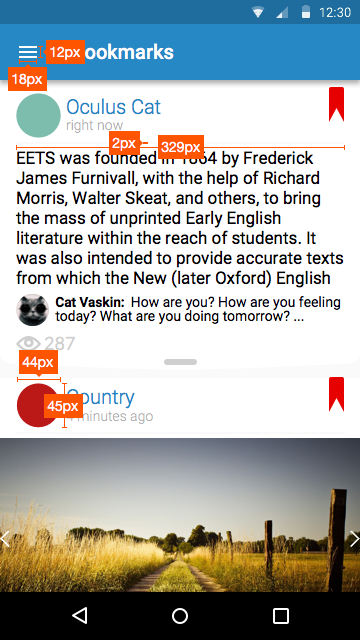 12:30
12px
ookmarks
18px
Oculus Cat
right now
2px
329px
EETS was founded in 1864 by Frederick
James Furnivall, with the help of Richard
Morris, Walter Skeat, and others, to bring
the mass of unprinted Early English
literature within the reach of students. It
was also intended to provide accurate texts
from which the New (later Oxford) English
Cat Vaskin: How are you? How are you feeling
today? What are you doing tomorrow? ...
287
44px
Country
45px
minutes ago